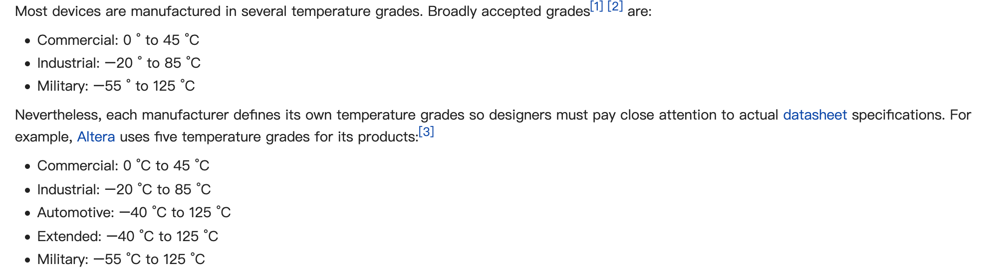 Most devices are manufactured in several temperature grades. Broadly accepted grades[1] [2] are:
• Commercial: 0 ° to 45 °C
• Industrial: −20 ° to 85 °C
• Military: −55 ° to 125 °C
Nevertheless, each manufacturer defines its own temperature grades so designers must pay close attention to actual datasheet specifications. For
example, Altera uses five temperature grades for its products:[3]
• Commercial: 0 °C to 45 °C
• Industrial: −20 °C to 85 °C
• Automotive: −40 °C to 125 °C
• Extended: −40 °C to 125 °C
• Military: −55 °C to 125 °C